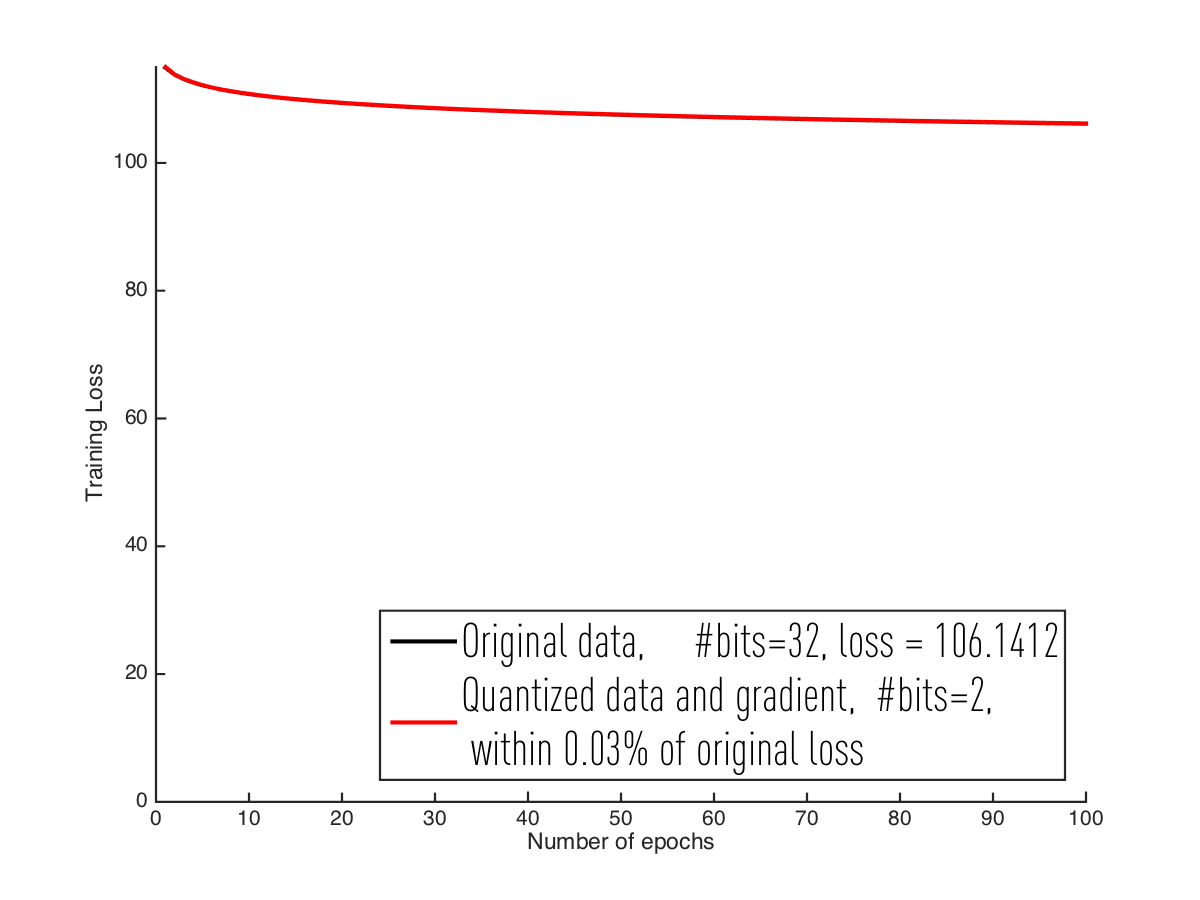 100
80
60
40
20
0
Training Loss
Original data, #bits=32, loss = 106.1412
Quantized data and gradient, #bits=2,
within 0.03% of original loss
0 10 20 30 40 50 60 70 80 90 100
Number of epochs